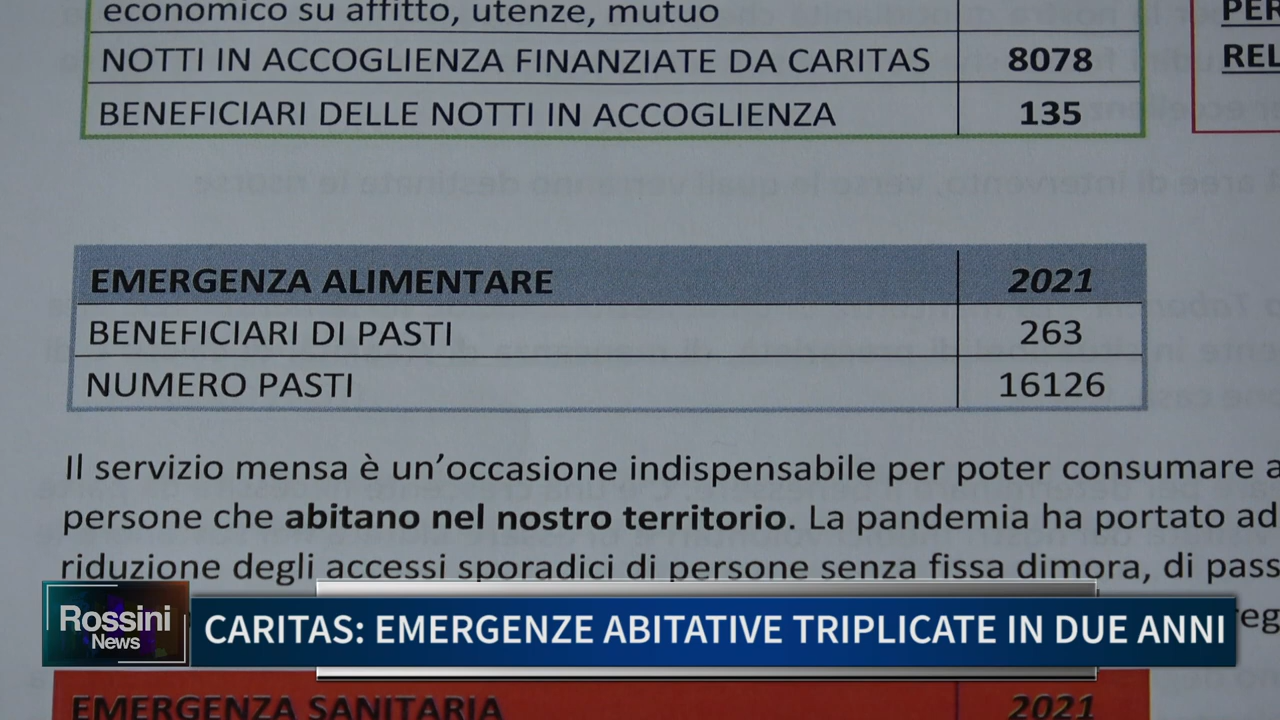 economico su affitto, utenze, mutuo
NOTTI IN ACCOGLIENZA FINANZIATE DA CARITAS 8078
BENEFICIARI DELLE NOTTI IN ACCOGLIENZA 135
PER
REL
EMERGENZA ALIMENTARE 2021
BENEFICIARI DI PASTI 263
NUMERO PASTI 16126
Il servizio mensa è un'occasione indispensabile per poter consumare a
persone che abitano nel nostro territorio. La pandemia ha portato ad
riduzione degli accessi sporadici di persone senza fissa dimora, di pass
reg
Rossini
News
CARITAS: EMERGENZE ABITATIVE TRIPLICATE IN DUE ANNI
EMERGENZA SANITARIA 2021